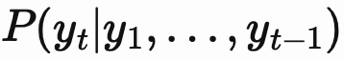 P(y_t|y_1, ..., y_{t-1})